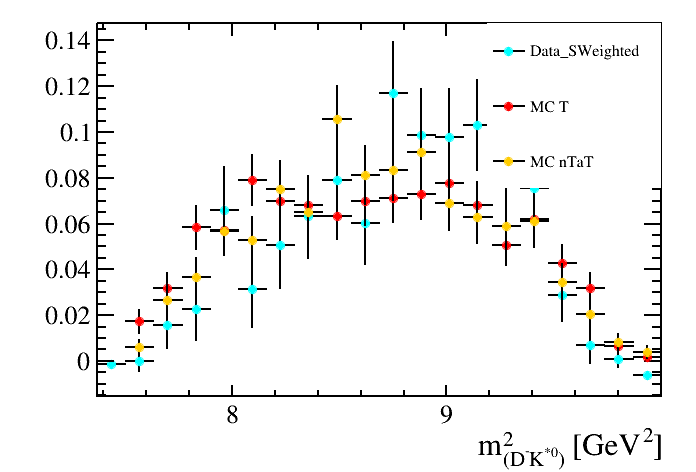 0.14
0.12
0.1
0.08
0.06
0.04
0.02
0
Data_SWeighted
MC T
MC nTaT
8 9
m²(D⁻K*⁰) [GeV²]